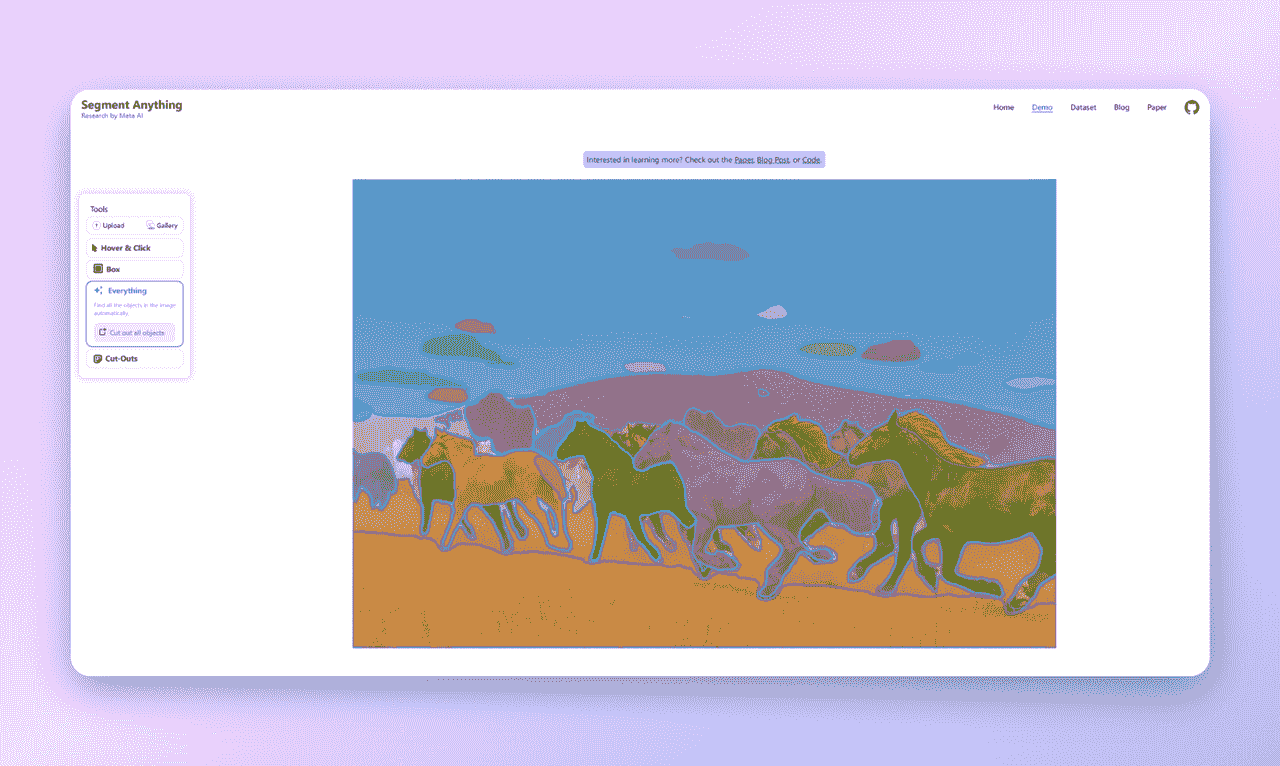 Segment Anything
Research by Meta AI
Home Demo Dataset Blog Paper
Interested in learning more? Check out the Paper, Blog Post, or Code.
Tools
Upload Gallery
Hover & Click
Box
Everything
Find all the objects in the image
automatically.
Cut out all objects
Cut-Outs